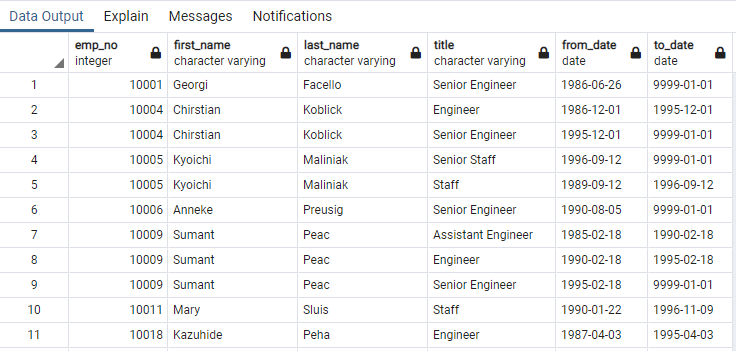 Data Output Explain Messages Notifications
emp_no first_name last_name title from_date to_date
integer character varying character varying character varying date date
1 10001 Georgi Facello Senior Engineer 1986-06-26 9999-01-01
2 10004 Chirstian Koblick Engineer 1986-12-01 1995-12-01
3 10004 Chirstian Koblick Senior Engineer 1995-12-01 9999-01-01
4 10005 Kyoichi Maliniak Senior Staff 1996-09-12 9999-01-01
5 10005 Kyoichi Maliniak Staff 1989-09-12 1996-09-12
6 10006 Anneke Preusig Senior Engineer 1990-08-05 9999-01-01
7 10009 Sumant Peac Assistant Engineer 1985-02-18 1990-02-18
8 10009 Sumant Peac Engineer 1990-02-18 1995-02-18
9 10009 Sumant Peac Senior Engineer 1995-02-18 9999-01-01
10 10011 Mary Sluis Staff 1990-01-22 1996-11-09
11 10018 Kazuhide Peha Engineer 1987-04-03 1995-04-03